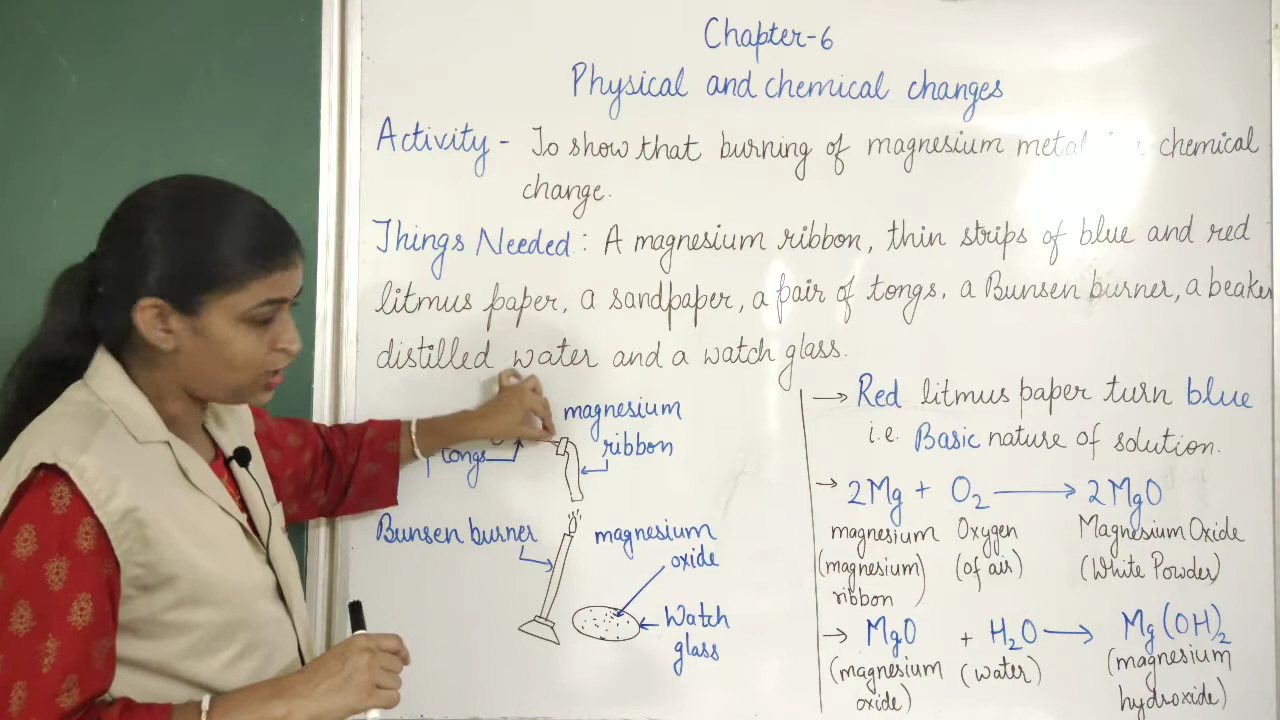 Chapter-6
Physical and chemical changes
Activity - To show that burning of magnesium metal chemical
change.
Things Needed : A magnesium ribbon, thin strips of blue and red
litmus paper, a sandpaper, a pair of tongs, a Bunsen burner, a beaker
distilled water and a watch glass.
magnesium
ribbon
tongs
Bunsen burner
magnesium
oxide
Watch
glass
→ Red litmus paper turn blue
i.e. Basic nature of solution.
→ 2Mg + O₂ → 2MgO
magnesium Oxygen Magnesium Oxide
(magnesium) (of air) (White Powder)
ribbon
→ MgO + H₂O → Mg(OH)₂
(magnesium (water) (magnesium
oxide) hydroxide)